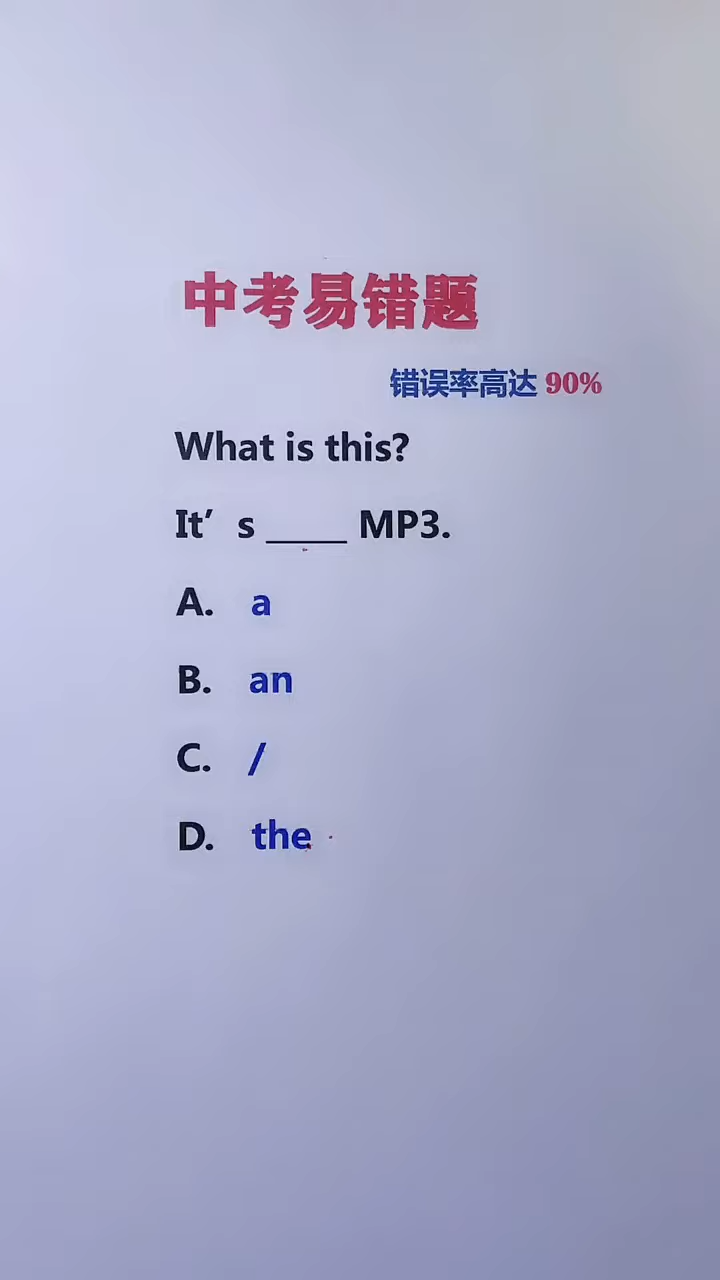 中考易错题
错误率高达 90%
What is this?
It’s _____ MP3.
A. a
B. an
C. /
D. the